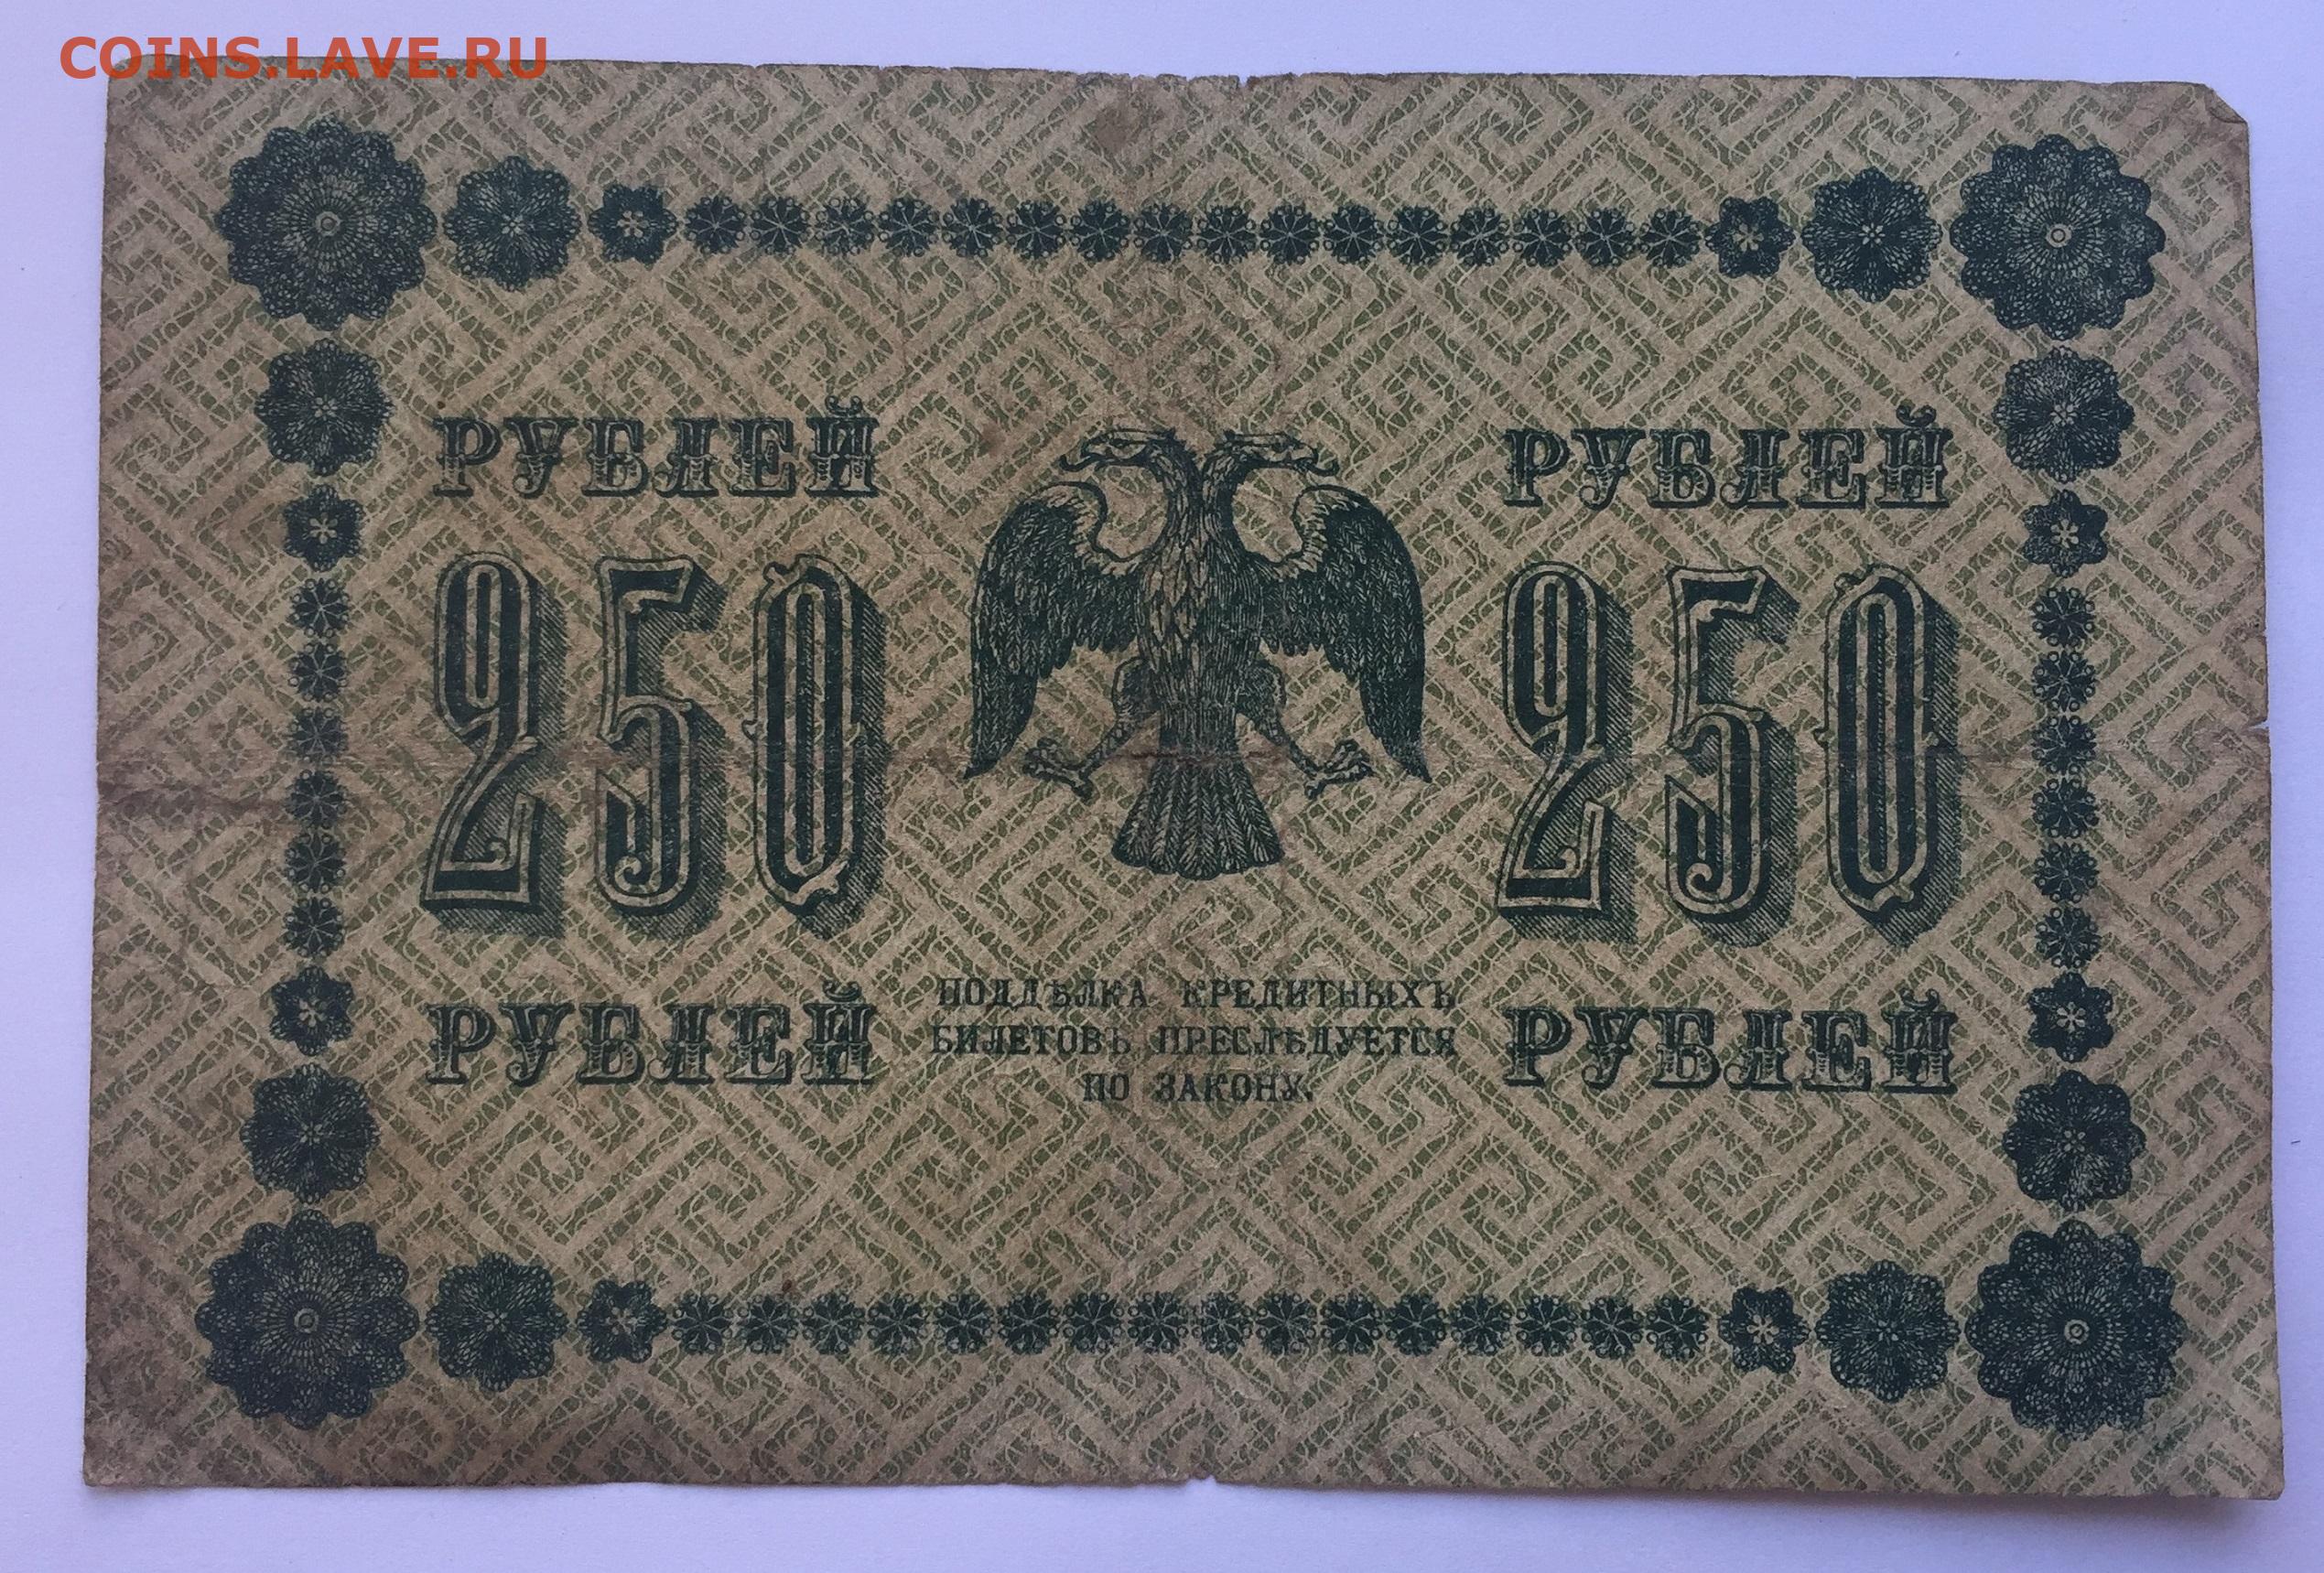 COINS.LAVE.RU
РУБЛЕЙ
РУБЛЕЙ
250
250
РУБЛЕЙ
ПОДДѢЛКА КРЕДИТНЫХЪ
БИЛЕТОВЪ ПРЕСЛѢДУЕТСЯ
ПО ЗАКОНУ.
РУБЛЕЙ